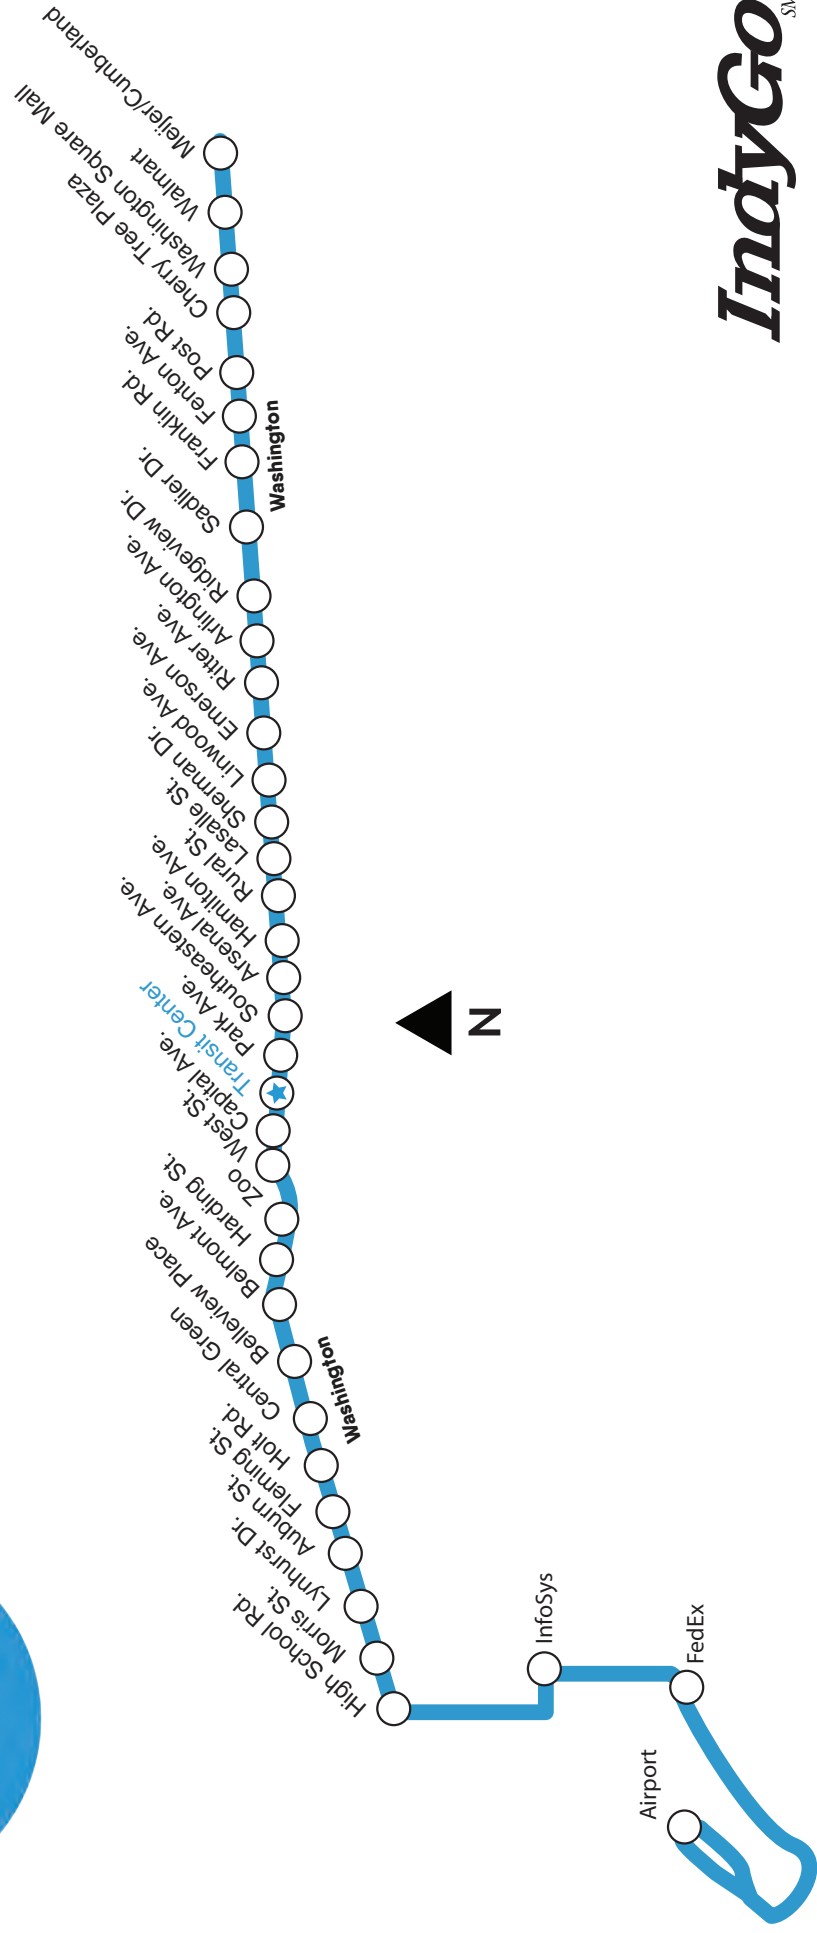 IndyGo
SM
Meijer/Cumberland
Walmart
Washington Square Mall
Cherry Tree Plaza
Post Rd.
Fenton Ave.
Franklin Rd.
Washington
Sadlier Dr.
Ridgeview Dr.
Arlington Ave.
Ritter Ave.
Emerson Ave.
Linwood Ave.
Sherman Dr.
Lasalle St.
Rural St.
Hamilton Ave.
Arsenal Ave.
Southeastern Ave.
Park Ave.
Transit Center
Capital Ave.
West St.
Zoo
Harding St.
Belmont Ave.
Belleview Place
Central Green
Washington
Holt Rd.
Fleming St.
Auburn St.
Lynhurst Dr.
Morris St.
High School Rd.
InfoSys
FedEx
Airport
N